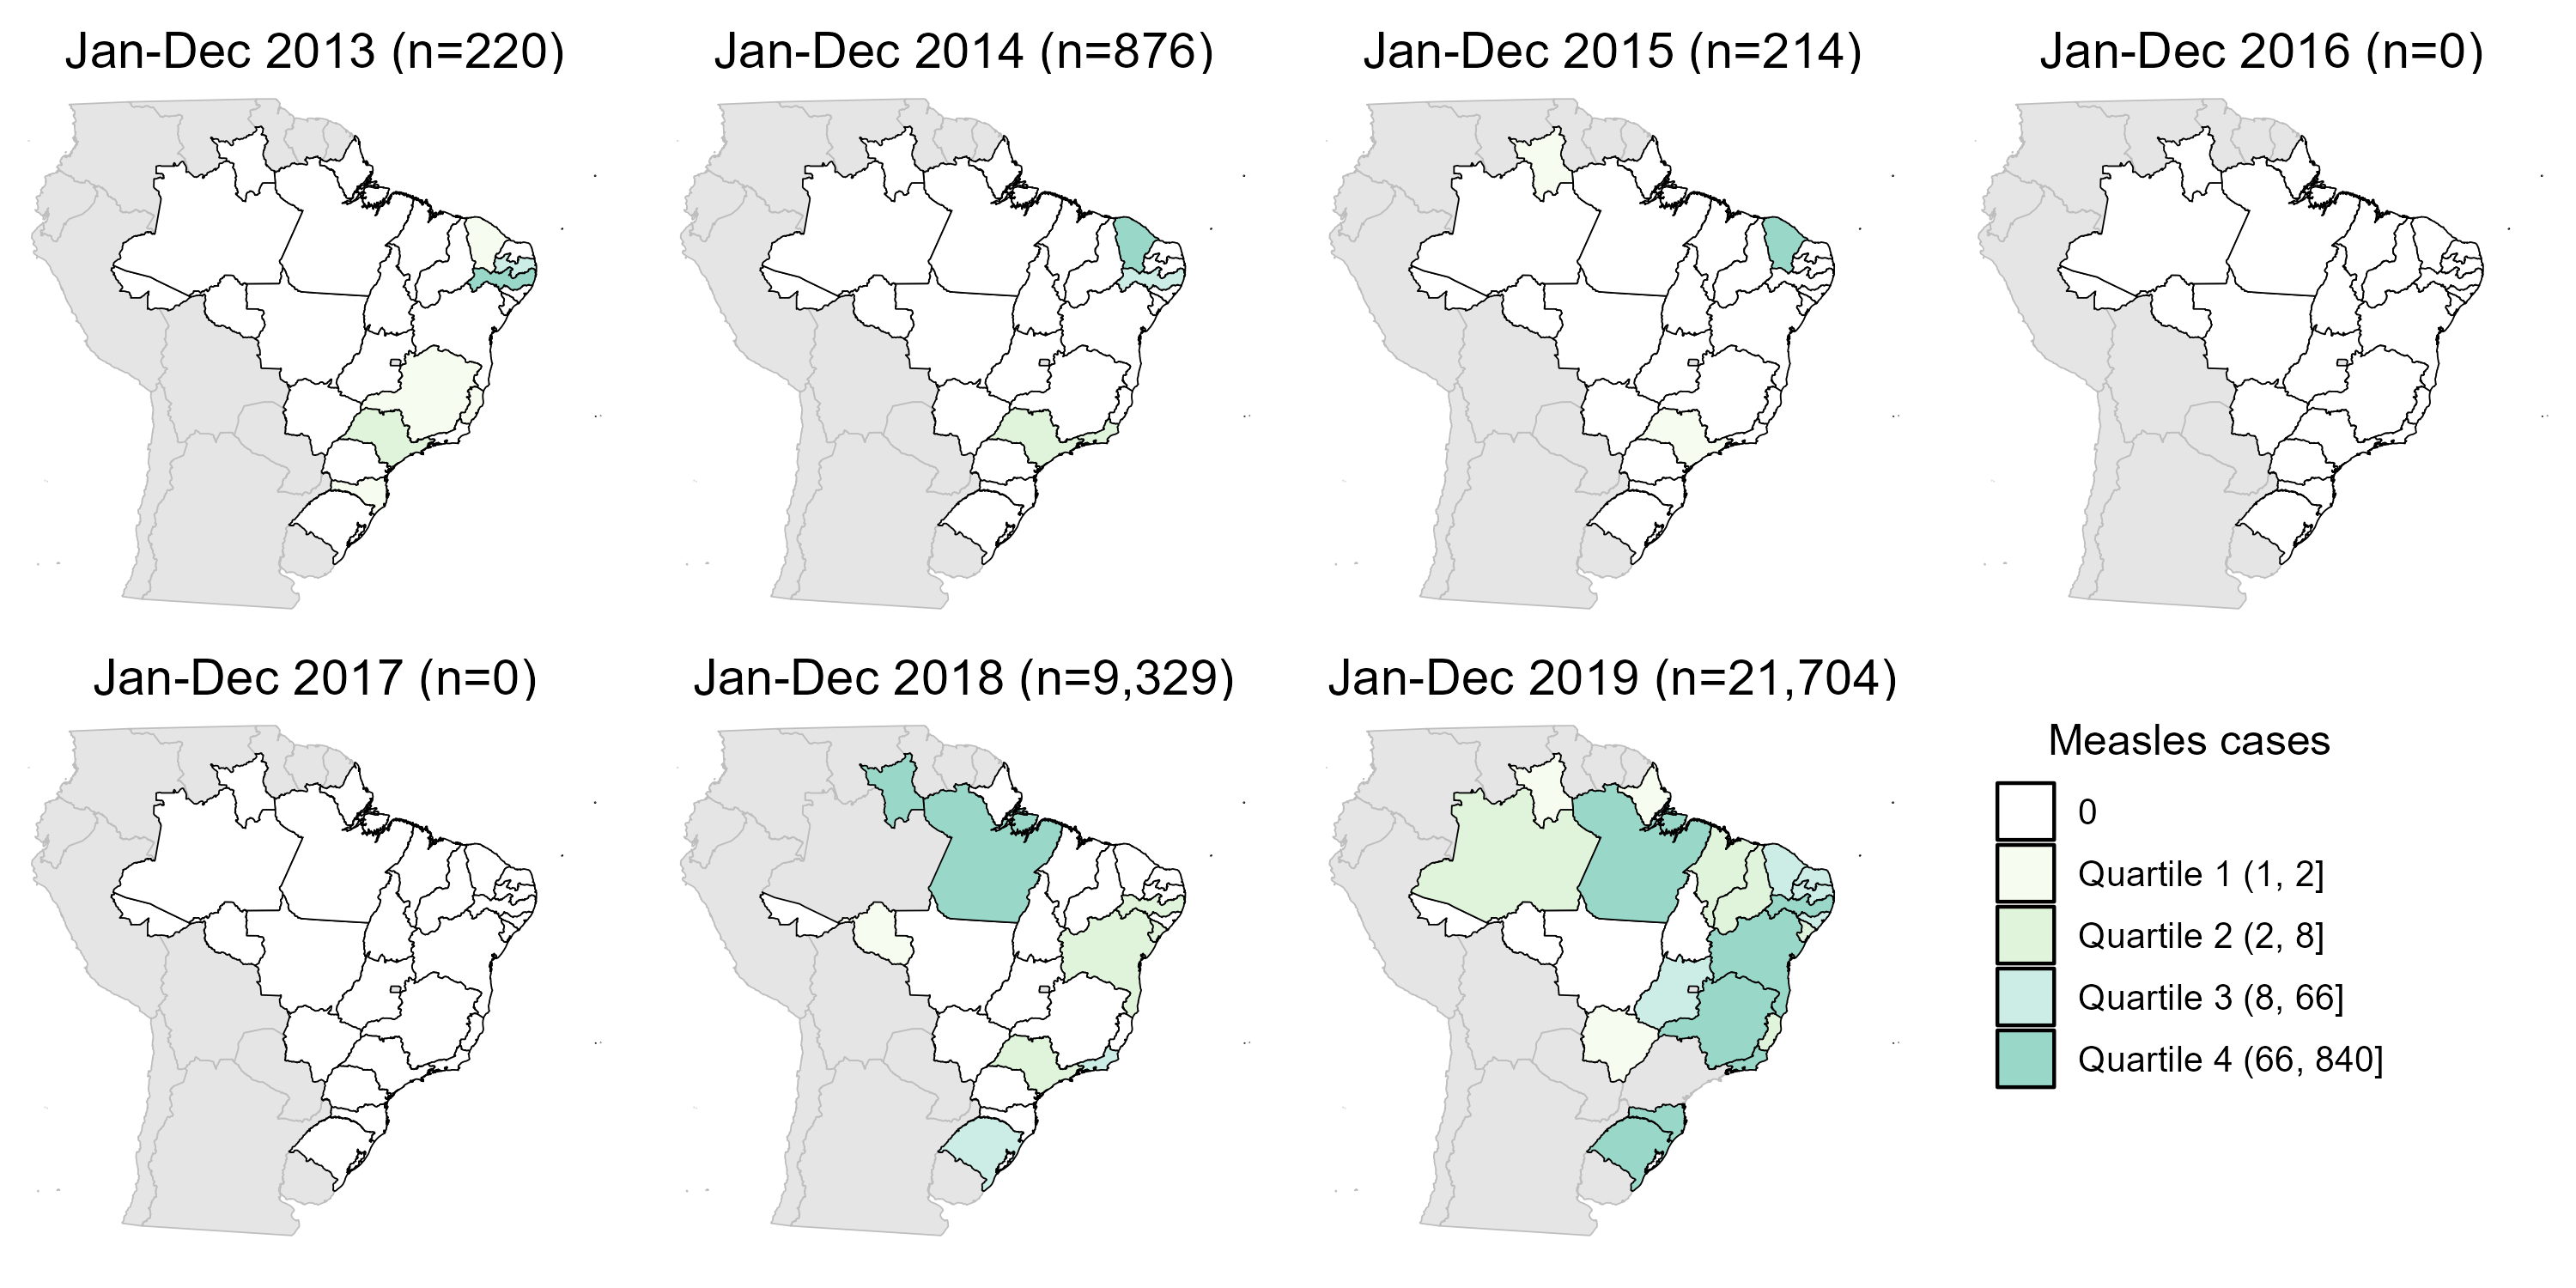 Jan-Dec 2013 (n=220)
Jan-Dec 2014 (n=876)
Jan-Dec 2015 (n=214)
Jan-Dec 2016 (n=0)
Jan-Dec 2017 (n=0)
Jan-Dec 2018 (n=9,329)
Jan-Dec 2019 (n=21,704)
Measles cases
0
Quartile 1 (1, 2]
Quartile 2 (2, 8]
Quartile 3 (8, 66]
Quartile 4 (66, 840]